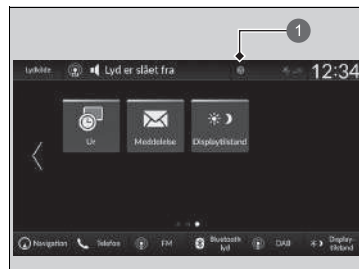 1
Lydkilde Lyd er slået fra 12:34
Ur Meddelelse Displaytilstand
Navigation Telefon FM Bluetooth lyd DAB Display-tilstand